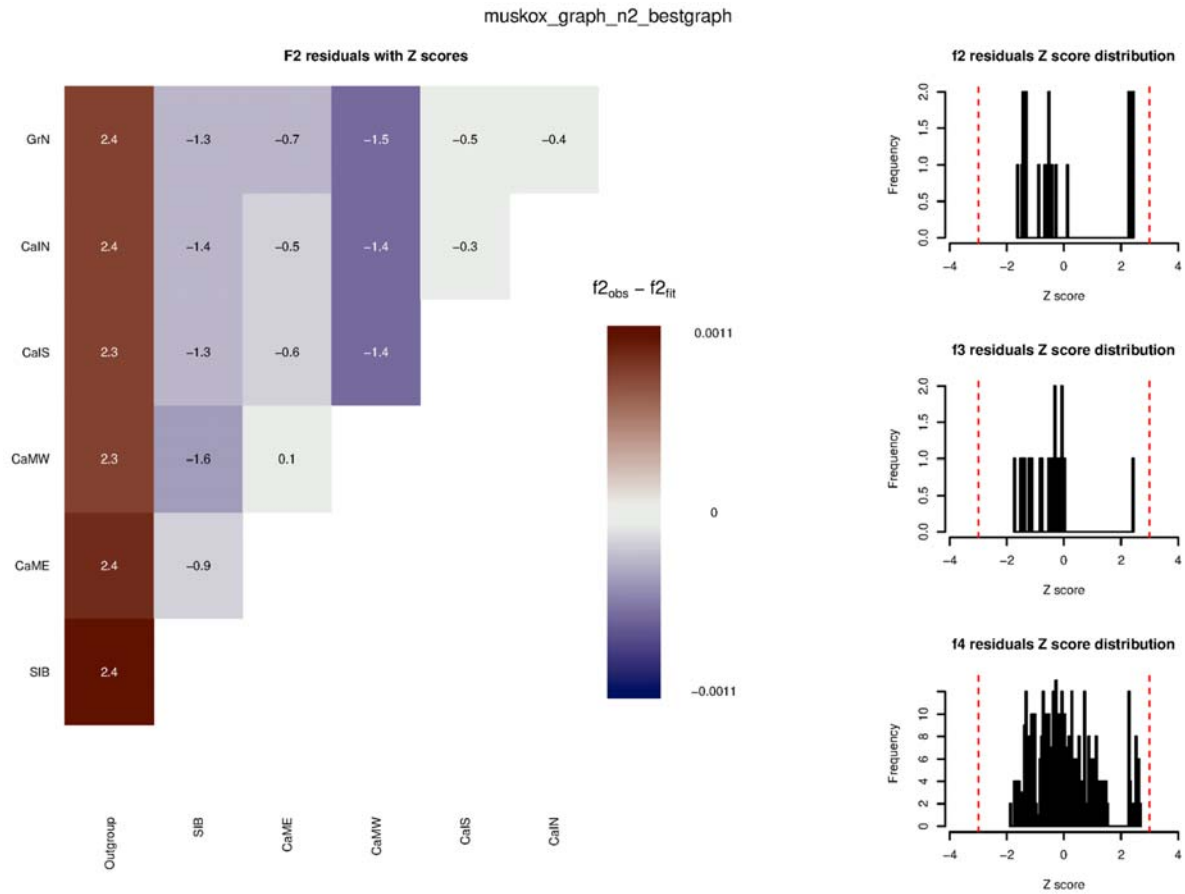 muskox_graph_n2_bestgraph
F2 residuals with Z scores
GrN 2.4 −1.3 −0.7 −1.5 −0.5 −0.4
CaIN 2.4 −1.4 −0.5 −1.4 −0.3
CaIS 2.3 −1.3 −0.6 −1.4
CaMW 2.3 −1.6 0.1
CaME 2.4 −0.9
SIB 2.4
Outgroup SIB CaME CaMW CaIS CaIN
f2obs − f2fit
0.0011
0
−0.0011
f2 residuals Z score distribution
Frequency
2.0
1.5
1.0
0.5
0.0
−4 −2 0 2 4
Z score
f3 residuals Z score distribution
Frequency
2.0
1.5
1.0
0.5
0.0
−4 −2 0 2 4
Z score
f4 residuals Z score distribution
Frequency
10
8
6
4
2
0
−4 −2 0 2 4
Z score